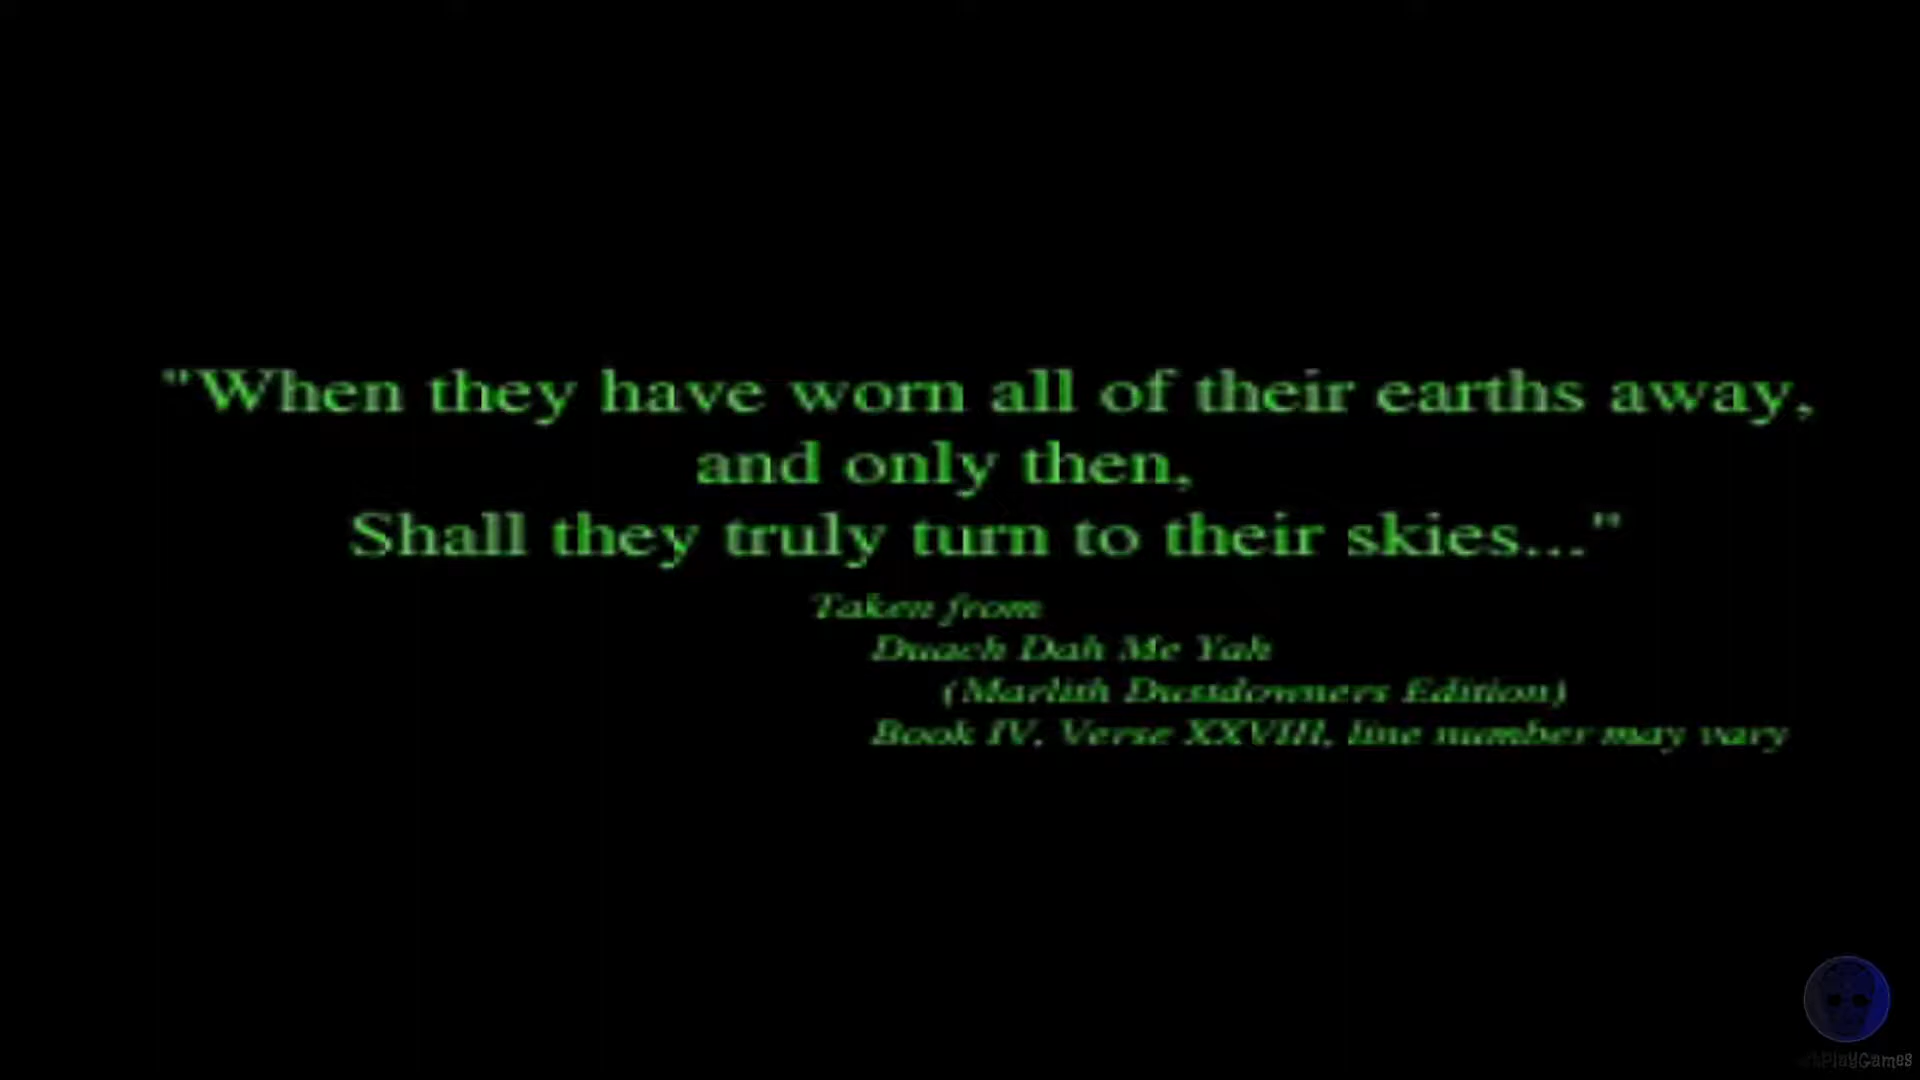 "When they have worn all of their earths away,
and only then,
Shall they truly turn to their skies..."
Taken from
Duach Dah Me Yah
(Marlith Dustdowners Edition)
Book IV, Verse XXVIII, line number may vary
PlayGames